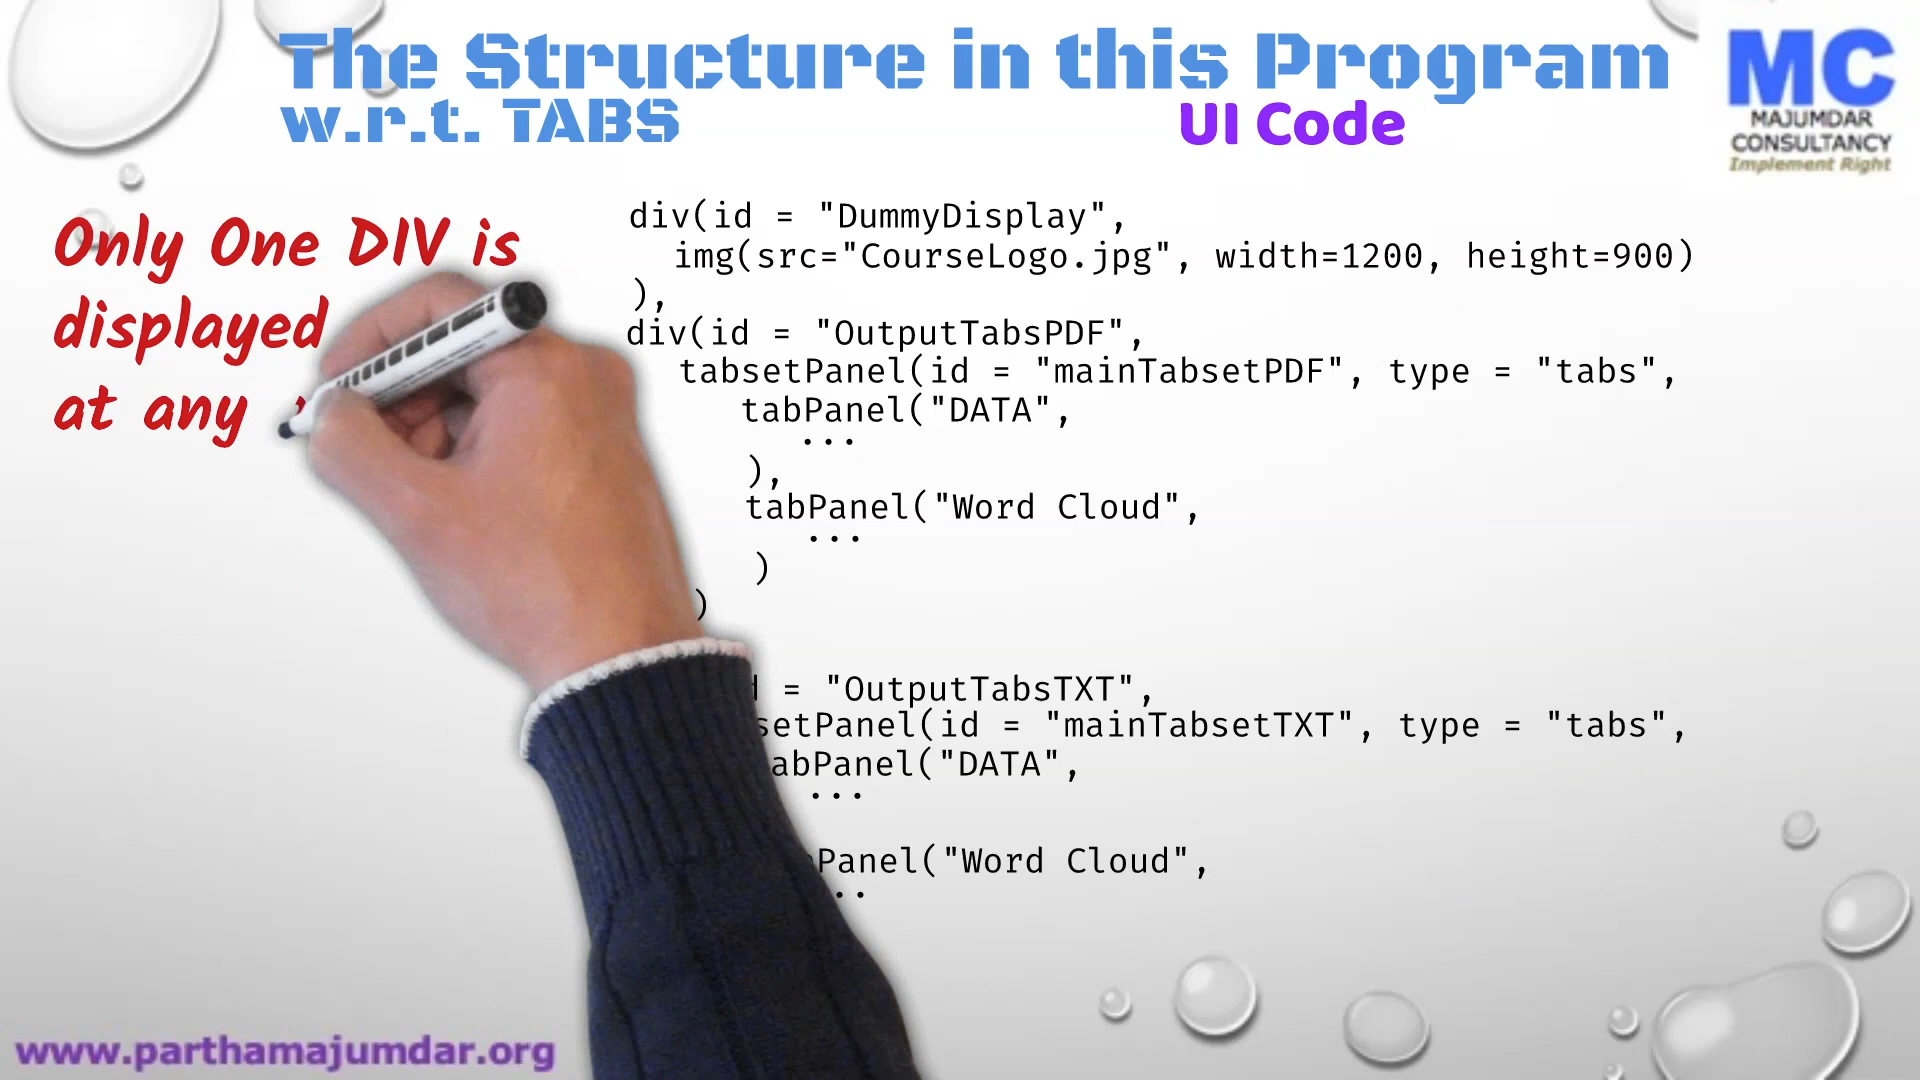 The Structure in this Program
w.r.t. TABS
UI Code
MC
MAJUMDAR
CONSULTANCY
Implement Right
Only One DIV is
displayed
at any
div(id = "DummyDisplay",
img(src="CourseLogo.jpg", width=1200, height=900)
),
div(id = "OutputTabsPDF",
tabsetPanel(id = "mainTabsetPDF", type = "tabs",
tabPanel("DATA",
...
),
tabPanel("Word Cloud",
...
)
)
= "OutputTabsTXT",
setPanel(id = "mainTabsetTXT", type = "tabs",
abPanel("DATA",
...
Panel("Word Cloud",
..
www.parthamajumdar.org